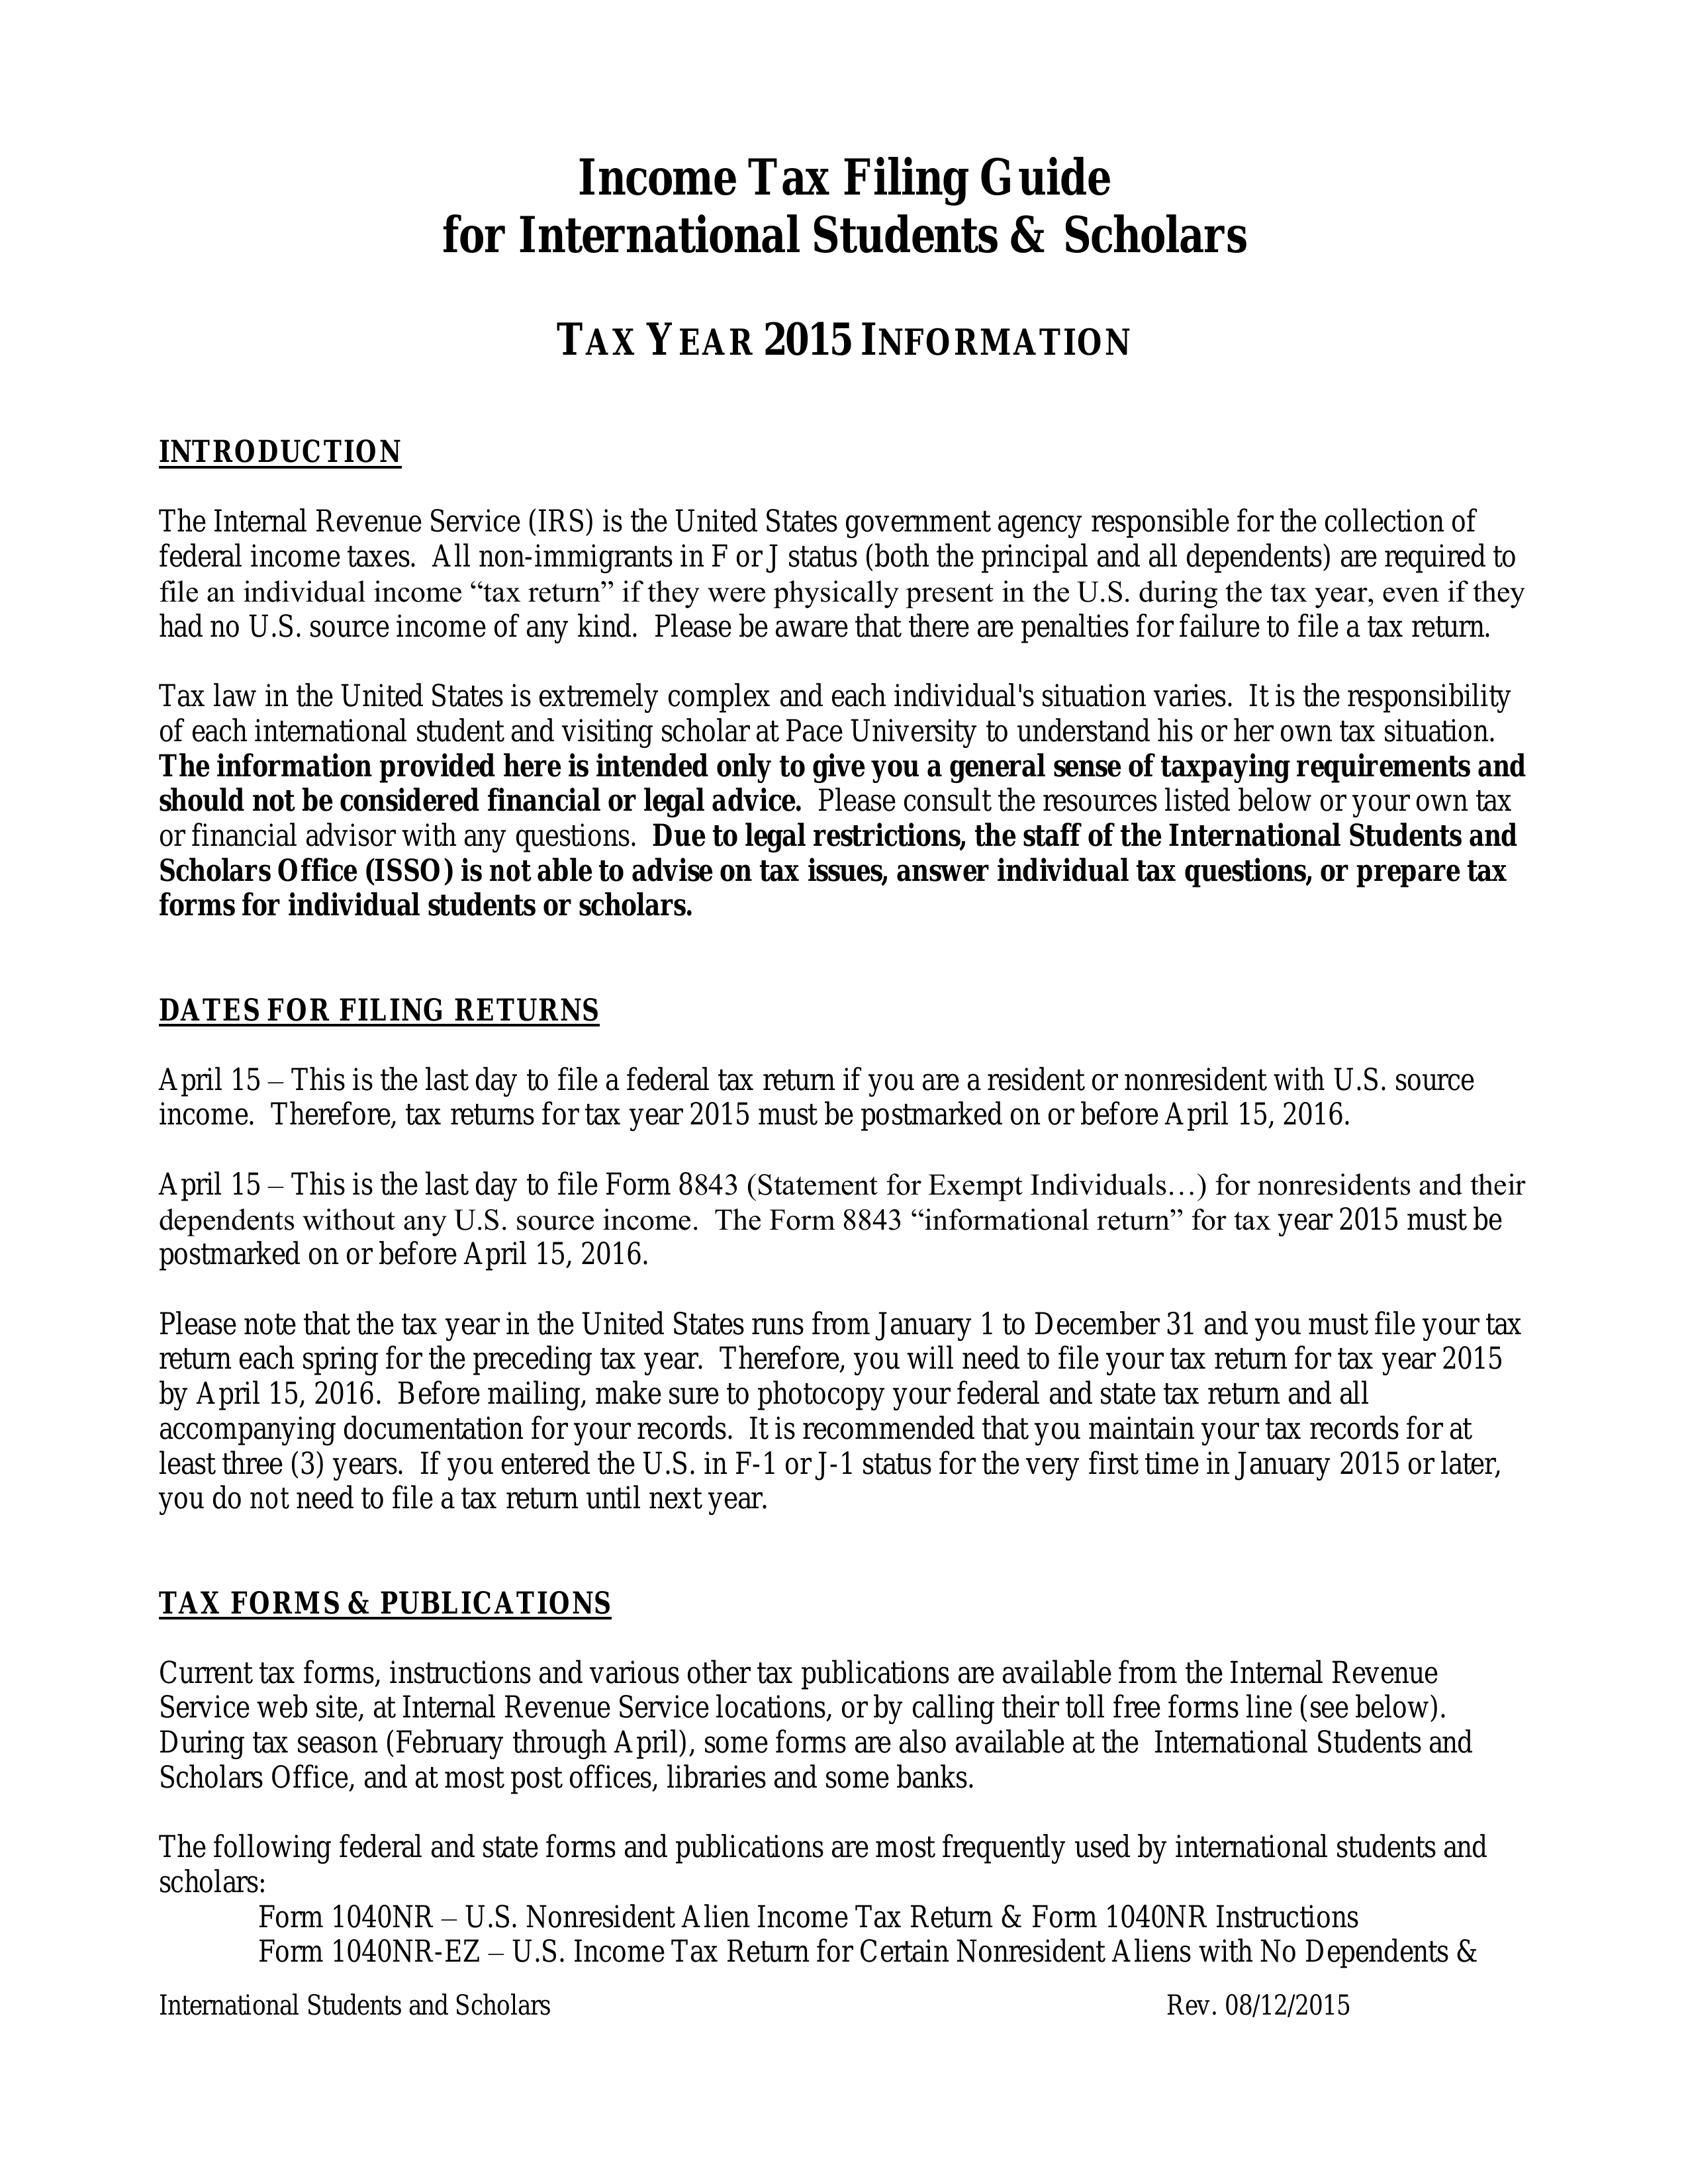 Income Tax Filing Guide
for International Students & Scholars
TAX YEAR 2015 INFORMATION
INTRODUCTION
The Internal Revenue Service (IRS) is the United States government agency responsible for the collection of
federal income taxes. All non-immigrants in F or J status (both the principal and all dependents) are required to
file an individual income “tax return” if they were physically present in the U.S. during the tax year, even if they
had no U.S. source income of any kind. Please be aware that there are penalties for failure to file a tax return.
Tax law in the United States is extremely complex and each individual's situation varies. It is the responsibility
of each international student and visiting scholar at Pace University to understand his or her own tax situation.
The information provided here is intended only to give you a general sense of taxpaying requirements and
should not be considered financial or legal advice. Please consult the resources listed below or your own tax
or financial advisor with any questions. Due to legal restrictions, the staff of the International Students and
Scholars Office (ISSO) is not able to advise on tax issues, answer individual tax questions, or prepare tax
forms for individual students or scholars.
DATES FOR FILING RETURNS
April 15 – This is the last day to file a federal tax return if you are a resident or nonresident with U.S. source
income. Therefore, tax returns for tax year 2015 must be postmarked on or before April 15, 2016.
April 15 – This is the last day to file Form 8843 (Statement for Exempt Individuals…) for nonresidents and their
dependents without any U.S. source income. The Form 8843 “informational return” for tax year 2015 must be
postmarked on or before April 15, 2016.
Please note that the tax year in the United States runs from January 1 to December 31 and you must file your tax
return each spring for the preceding tax year. Therefore, you will need to file your tax return for tax year 2015
by April 15, 2016. Before mailing, make sure to photocopy your federal and state tax return and all
accompanying documentation for your records. It is recommended that you maintain your tax records for at
least three (3) years. If you entered the U.S. in F-1 or J-1 status for the very first time in January 2015 or later,
you do not need to file a tax return until next year.
TAX FORMS & PUBLICATIONS
Current tax forms, instructions and various other tax publications are available from the Internal Revenue
Service web site, at Internal Revenue Service locations, or by calling their toll free forms line (see below).
During tax season (February through April), some forms are also available at the International Students and
Scholars Office, and at most post offices, libraries and some banks.
The following federal and state forms and publications are most frequently used by international students and
scholars:
Form 1040NR – U.S. Nonresident Alien Income Tax Return & Form 1040NR Instructions
Form 1040NR-EZ – U.S. Income Tax Return for Certain Nonresident Aliens with No Dependents &
International Students and Scholars Rev. 08/12/2015